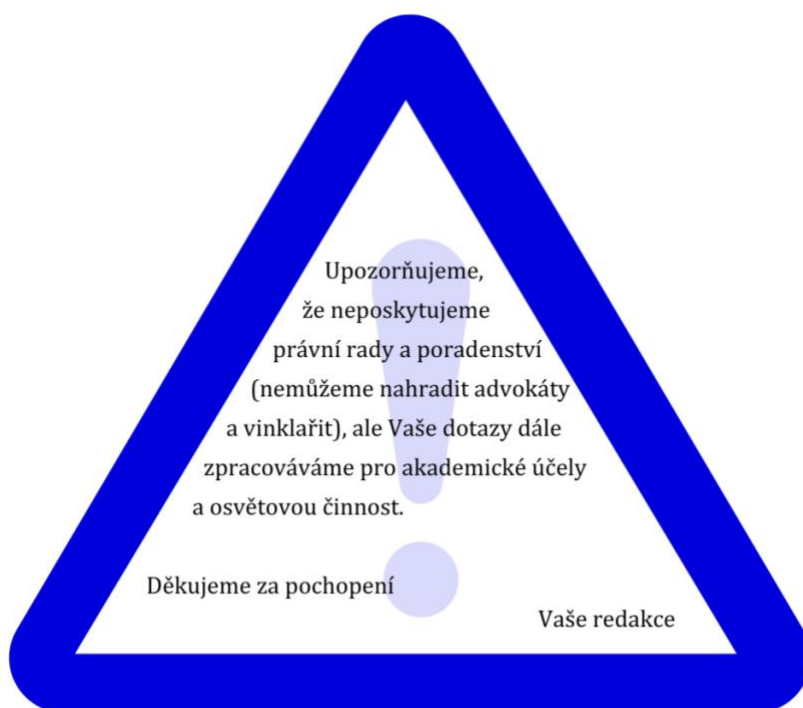 Upozorňujeme,
že neposkytujeme
právní rady a poradenství
(nemůžeme nahradit advokáty
a vinklařit), ale Vaše dotazy dále
zpracováváme pro akademické účely
a osvětovou činnost.
Děkujeme za pochopení
Vaše redakce